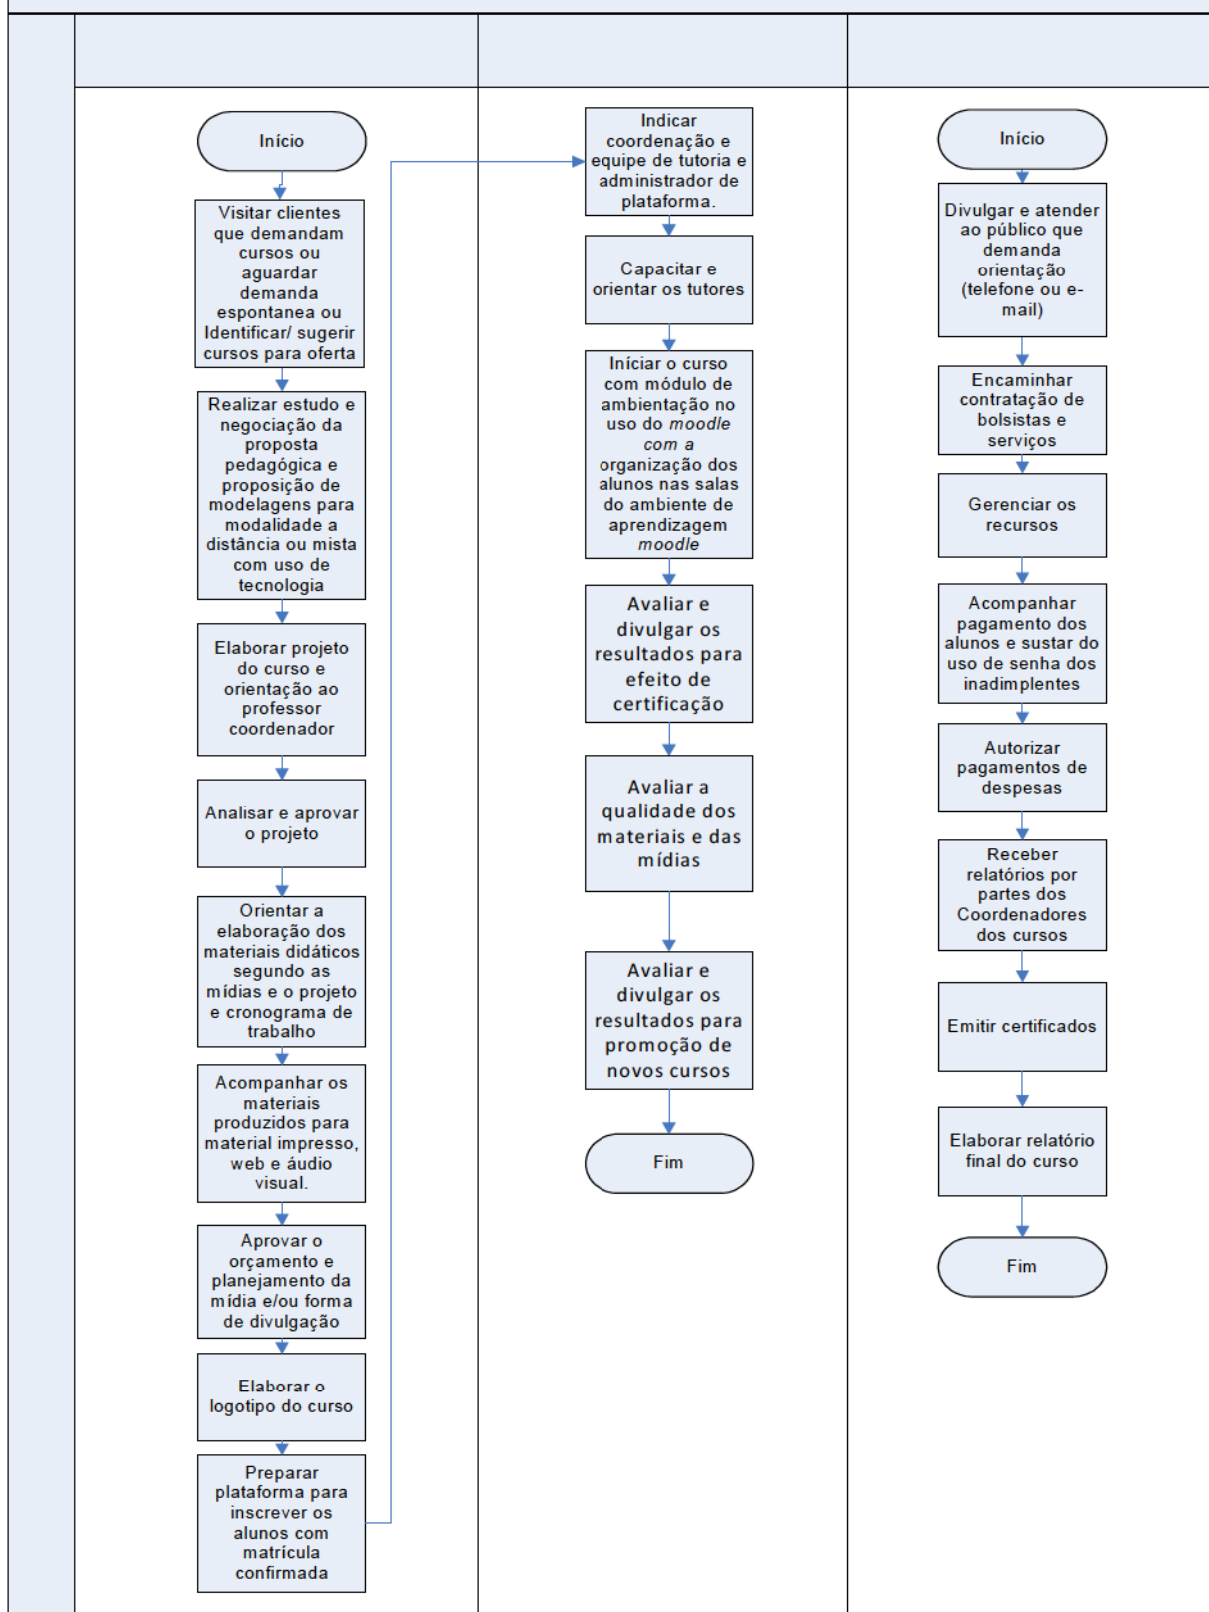 Início
Visitar clientes
que demandam
cursos ou
aguardar
demanda
espontanea ou
Identificar/ sugerir
cursos para oferta
Realizar estudo e
negociação da
proposta
pedagógica e
proposição de
modelagens para
modalidade a
distância ou mista
com uso de
tecnologia
Elaborar projeto
do curso e
orientação ao
professor
coordenador
Analisar e aprovar
o projeto
Orientar a
elaboração dos
materiais didáticos
segundo as
mídias e o projeto
e cronograma de
trabalho
Acompanhar os
materiais
produzidos para
material impresso,
web e áudio
visual.
Aprovar o
orçamento e
planejamento da
mídia e/ou forma
de divulgação
Elaborar o
logotipo do curso
Preparar
plataforma para
inscrever os
alunos com
matrícula
confirmada
Indicar
coordenação e
equipe de tutoria e
administrador de
plataforma.
Capacitar e
orientar os tutores
Iníciar o curso
com módulo de
ambientação no
uso do moodle
com a
organização dos
alunos nas salas
do ambiente de
aprendizagem
moodle
Avaliar e
divulgar os
resultados para
efeito de
certificação
Avaliar a
qualidade dos
materiais e das
mídias
Avaliar e
divulgar os
resultados para
promoção de
novos cursos
Fim
Início
Divulgar e atender
ao público que
demanda
orientação
(telefone ou e-
mail)
Encaminhar
contratação de
bolsistas e
serviços
Gerenciar os
recursos
Acompanhar
pagamento dos
alunos e sustar do
uso de senha dos
inadimplentes
Autorizar
pagamentos de
despesas
Receber
relatórios por
partes dos
Coordenadores
dos cursos
Emitir certificados
Elaborar relatório
final do curso
Fim